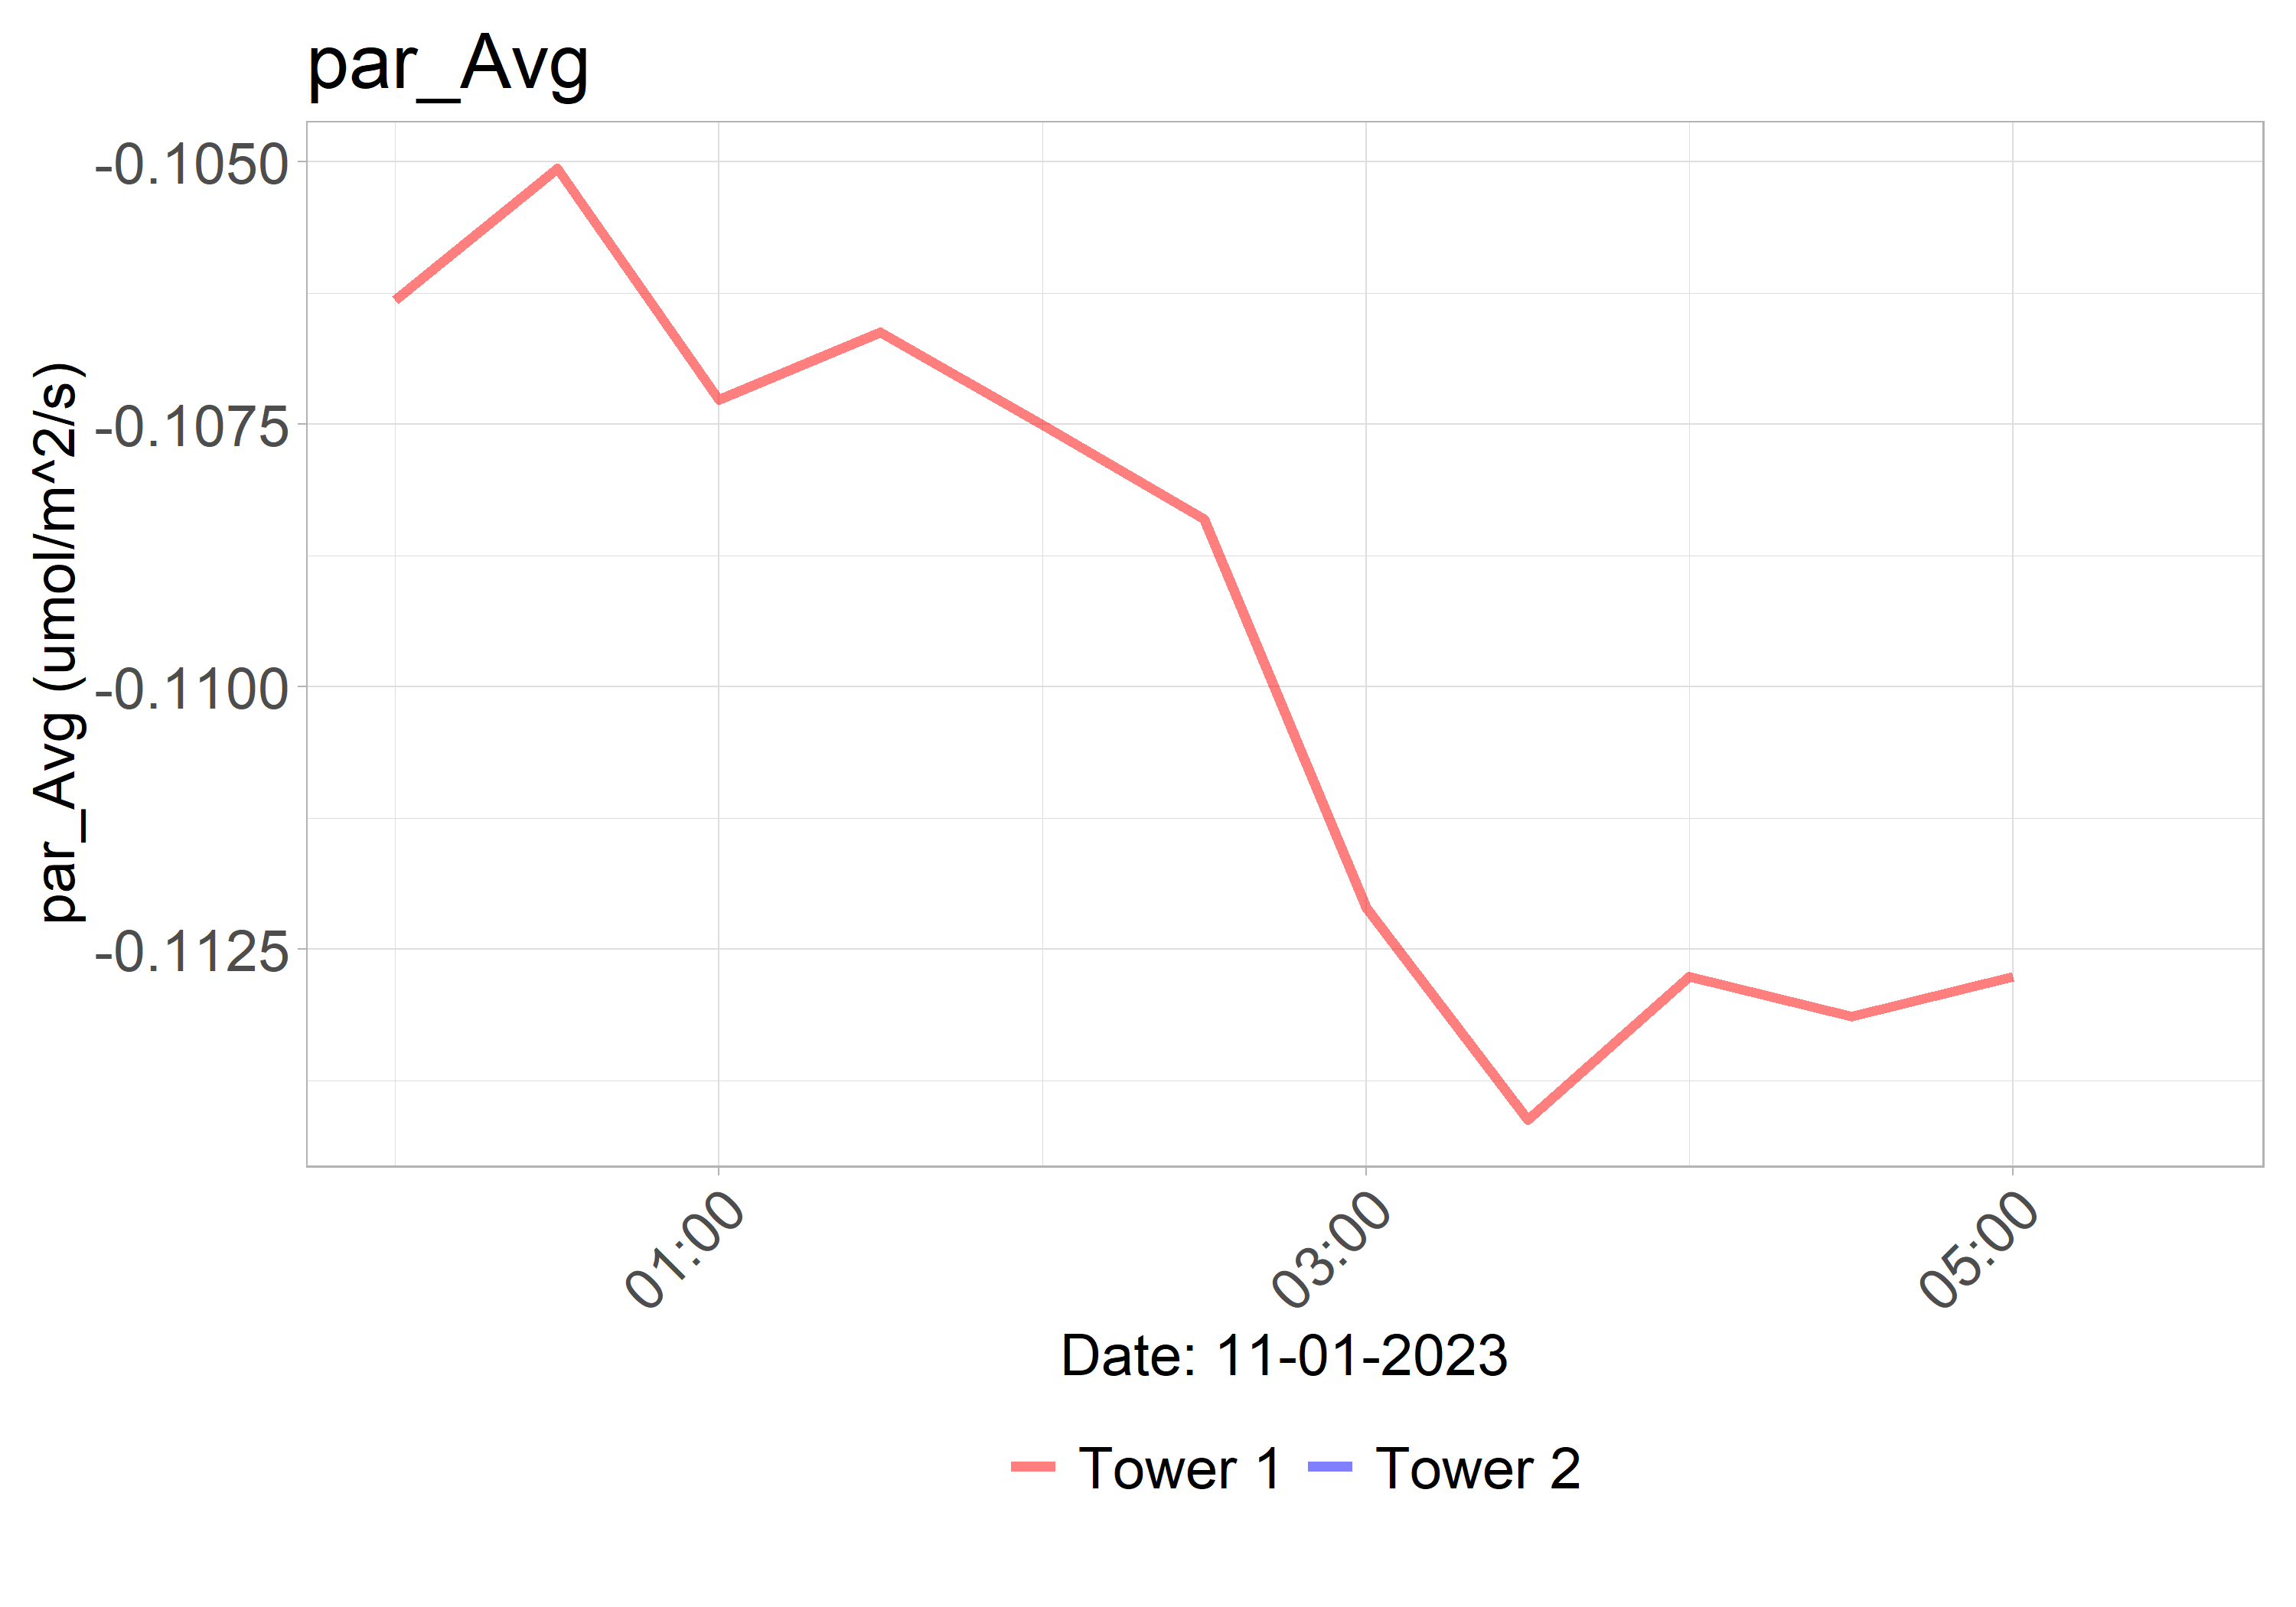 par_Avg
par_Avg (umol/m^2/s)
-0.1050
-0.1075
-0.1100
-0.1125
01:00
03:00
05:00
Date: 11-01-2023
Tower 1
Tower 2